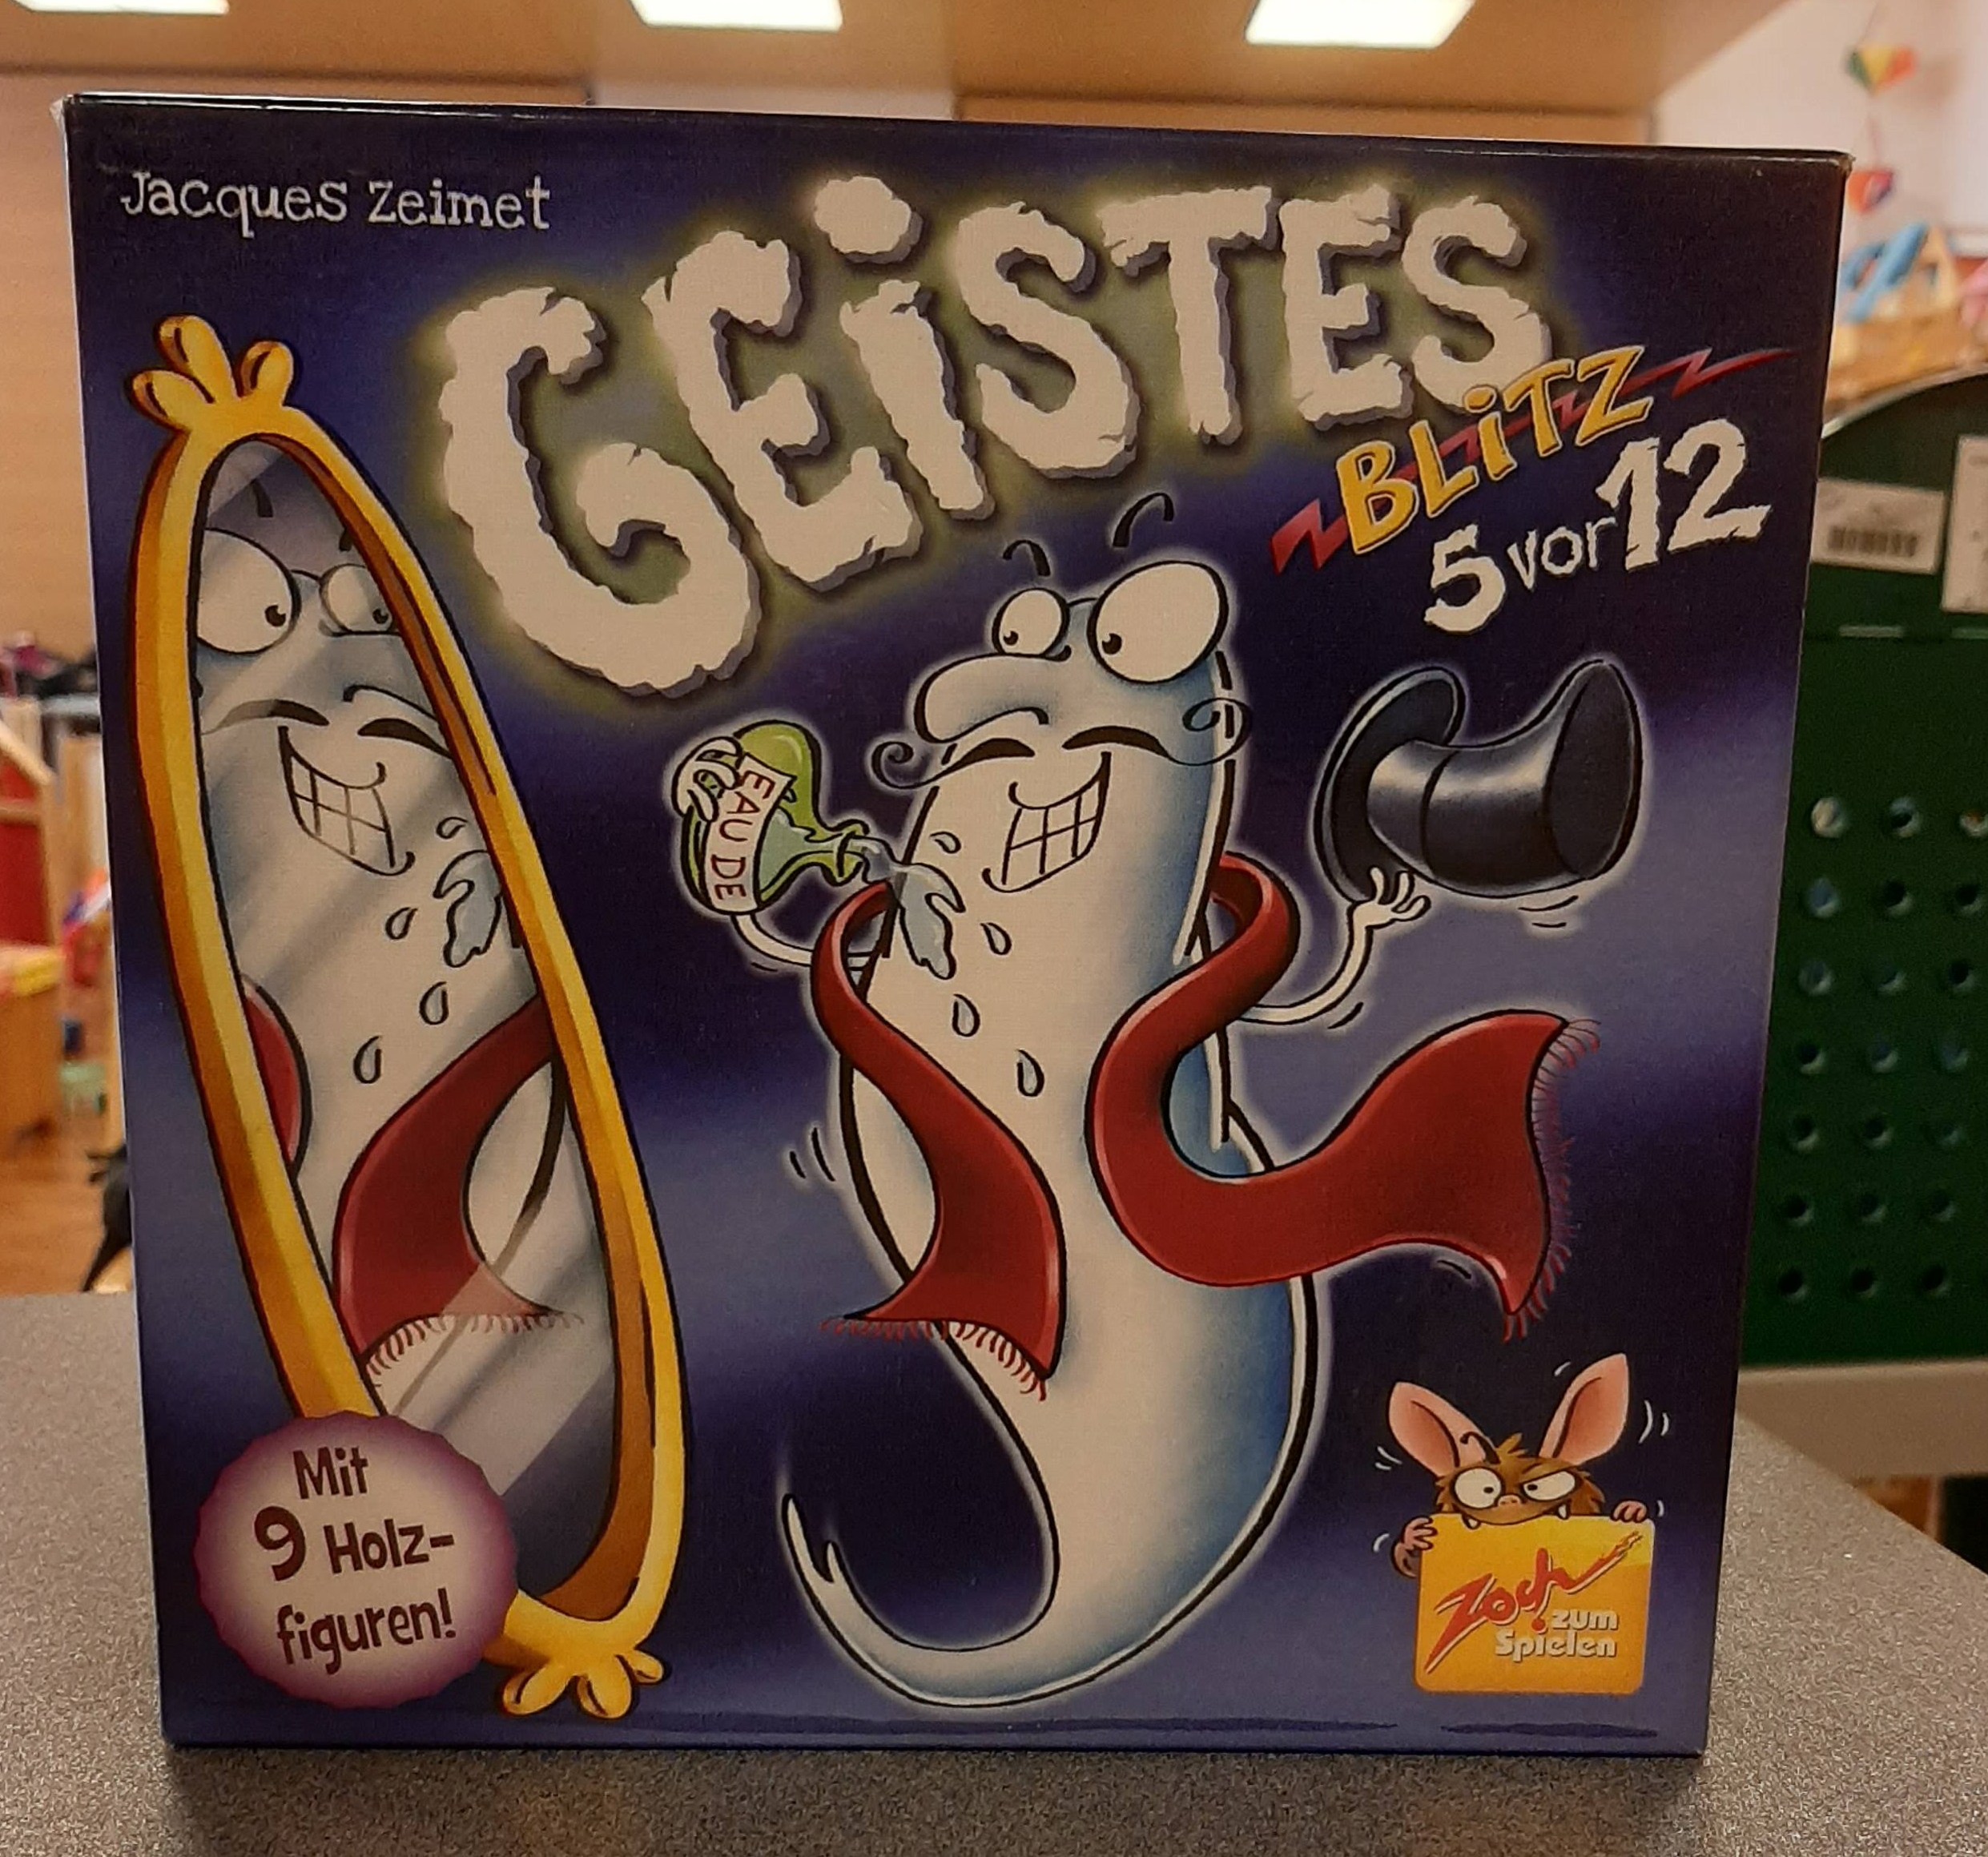 Jacques Zeimet
GEiSTES
BLiTZ
5 vor 12
EAU DE
Mit
9 Holz-
figuren!
Zoch
zum
Spielen